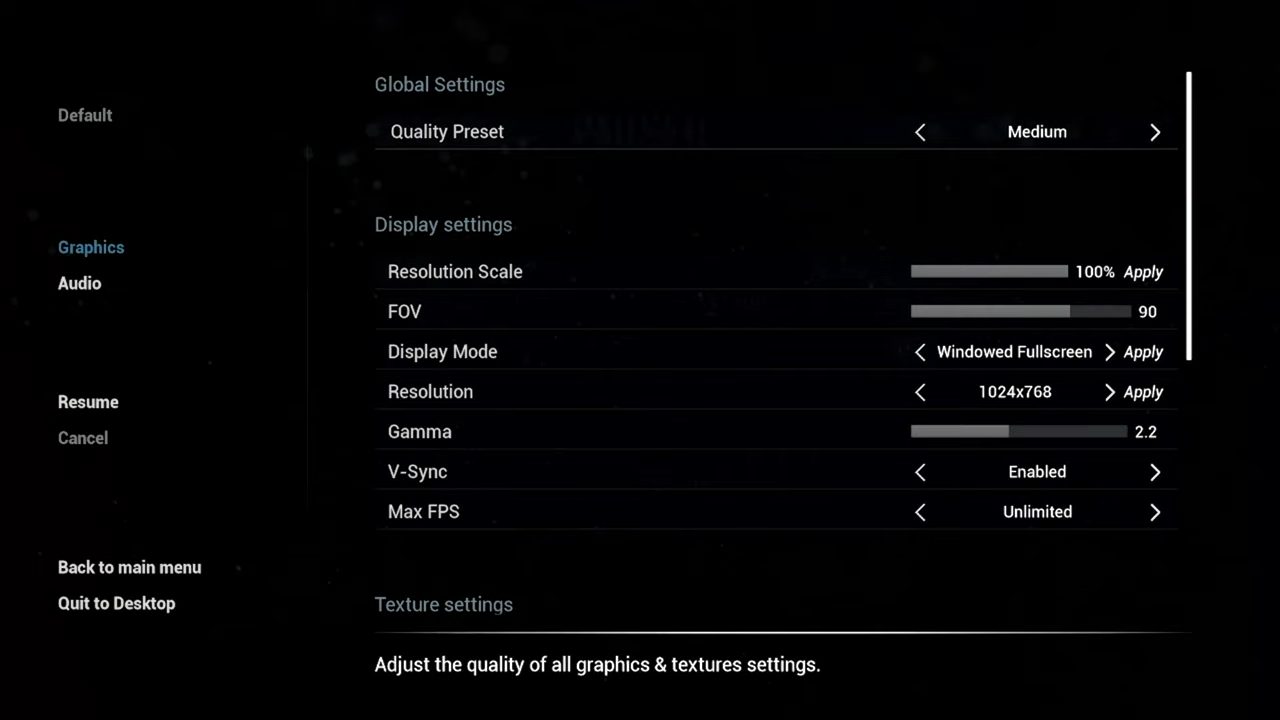 Global Settings
Default
Quality Preset Medium
Display settings
Graphics
Resolution Scale 100% Apply
Audio
FOV 90
Display Mode Windowed Fullscreen Apply
Resolution 1024x768 Apply
Resume
Gamma 2.2
Cancel
V-Sync Enabled
Max FPS Unlimited
Back to main menu
Quit to Desktop
Texture settings
Adjust the quality of all graphics & textures settings.